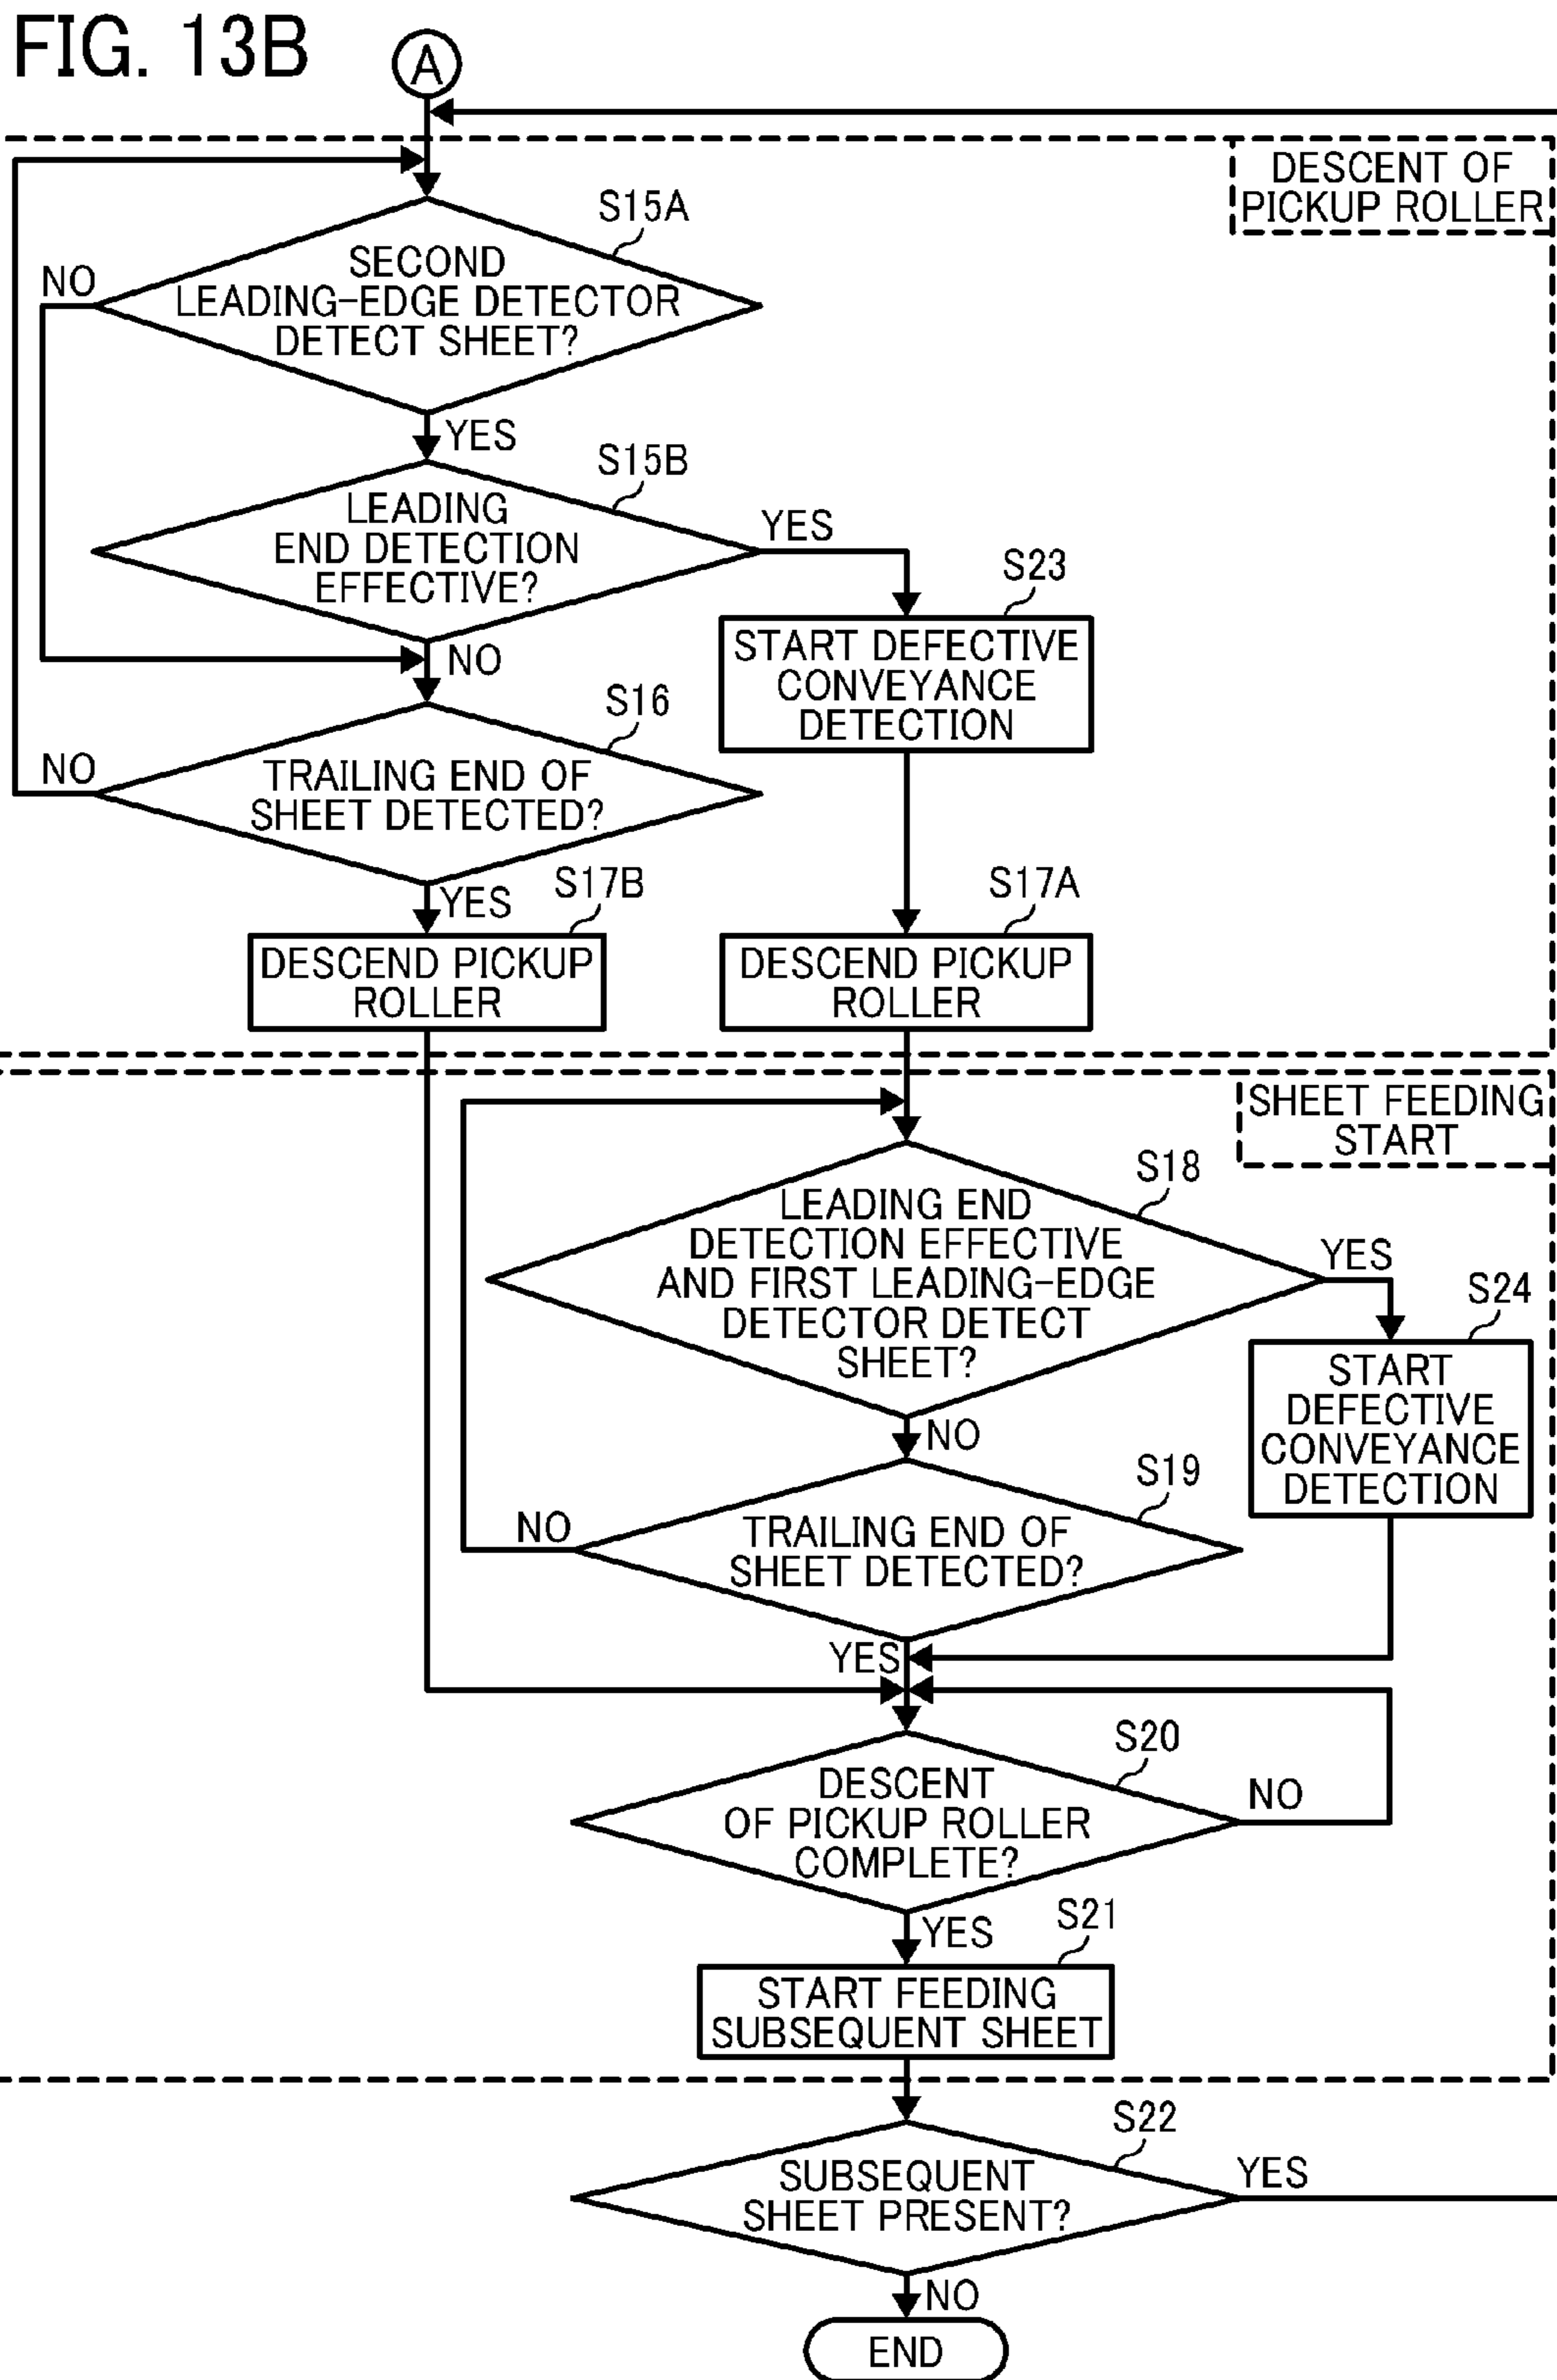 FIG. 13B
A
DESCENT OF
PICKUP ROLLER
S15A
SECOND
LEADING-EDGE DETECTOR
DETECT SHEET?
NO
YES
S15B
LEADING
END DETECTION
EFFECTIVE?
YES
NO
S23
START DEFECTIVE
CONVEYANCE
DETECTION
S16
TRAILING END OF
SHEET DETECTED?
NO
YES
S17B
DESCEND PICKUP
ROLLER
S17A
DESCEND PICKUP
ROLLER
SHEET FEEDING
START
S18
LEADING END
DETECTION EFFECTIVE
AND FIRST LEADING-EDGE
DETECTOR DETECT
SHEET?
YES
NO
S24
START
DEFECTIVE
CONVEYANCE
DETECTION
S19
TRAILING END OF
SHEET DETECTED?
NO
YES
S20
DESCENT
OF PICKUP ROLLER
COMPLETE?
NO
YES
S21
START FEEDING
SUBSEQUENT SHEET
S22
SUBSEQUENT
SHEET PRESENT?
YES
NO
END